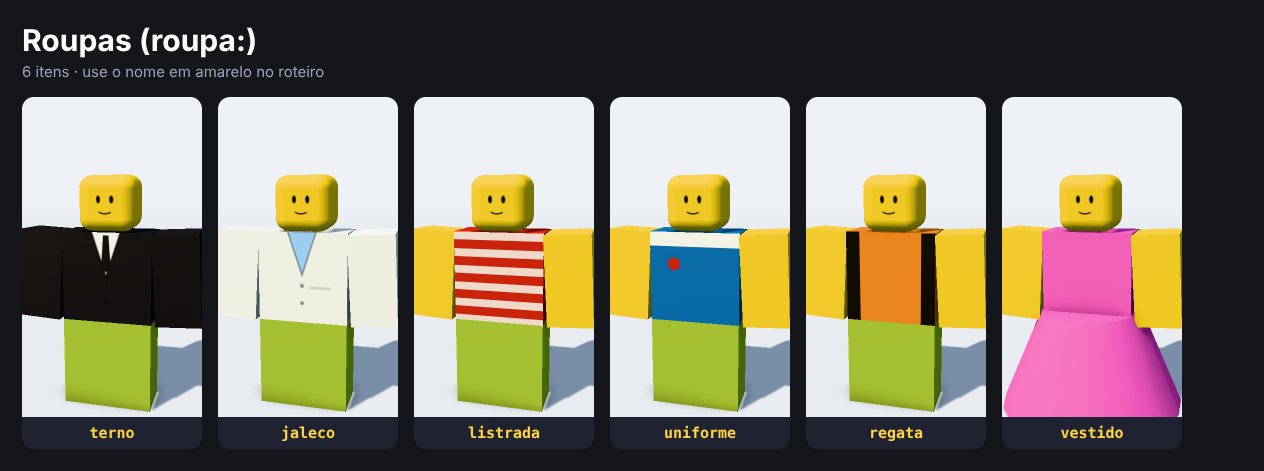 Roupas (roupa:)
6 itens · use o nome em amarelo no roteiro
terno
jaleco
listrada
uniforme
regata
vestido